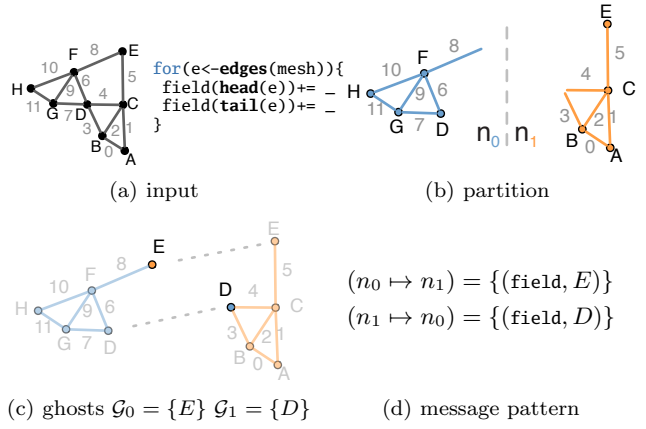 E
8
F
10
6
5
H
9
4
C
11
G
7
D
3
2
1
B
0
A
for(e<-edges(mesh)){
field(head(e))+= _
field(tail(e))+= _
}
(a) input
8
F
10
H
9
6
11
G
7
D
n0
n1
E
5
4
C
3
2
1
B
0
A
(b) partition
E
8
F
10
H
9
6
11
G
7
D
E
5
D
4
C
3
2
1
B
0
A
(c) ghosts 𝒢₀ = {E} 𝒢₁ = {D}
(n₀ ↦ n₁) = {(field, E)}
(n₁ ↦ n₀) = {(field, D)}
(d) message pattern